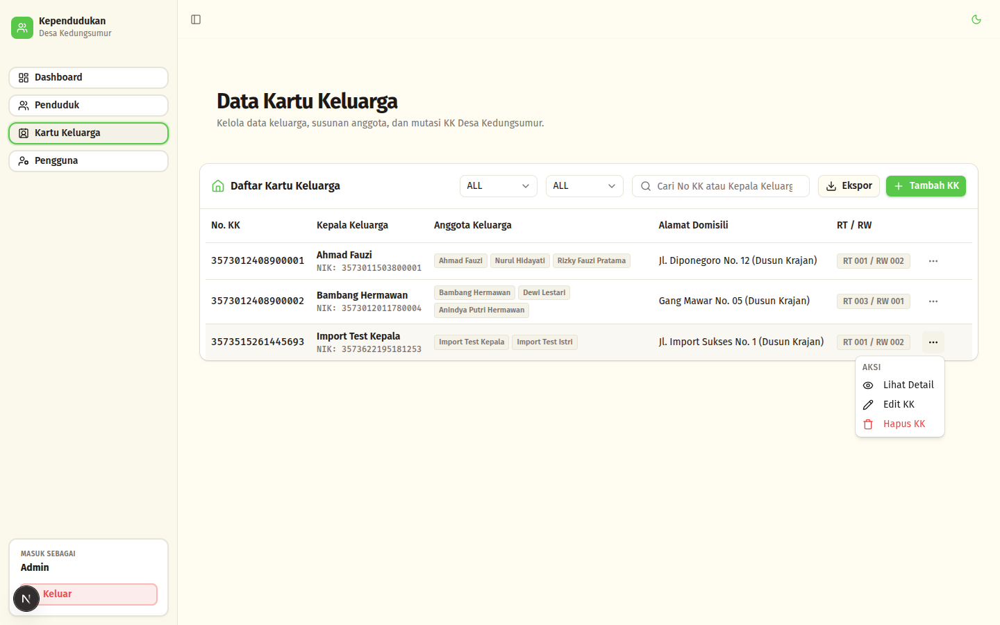 Kependudukan
Desa Kedungsumur
Dashboard
Penduduk
Kartu Keluarga
Pengguna
MASUK SEBAGAI
Admin
Keluar
N
Data Kartu Keluarga
Kelola data keluarga, susunan anggota, dan mutasi KK Desa Kedungsumur.
Daftar Kartu Keluarga
ALL
ALL
Cari No KK atau Kepala Keluarg
Ekspor
Tambah KK
No. KK Kepala Keluarga Anggota Keluarga Alamat Domisili RT / RW
3573012408900001 Ahmad Fauzi NIK: 3573011503800001 Ahmad Fauzi Nurul Hidayati Rizky Fauzi Pratama Jl. Diponegoro No. 12 (Dusun Krajan) RT 001 / RW 002
3573012408900002 Bambang Hermawan NIK: 3573012011780004 Bambang Hermawan Dewi Lestari Anindya Putri Hermawan Gang Mawar No. 05 (Dusun Krajan) RT 003 / RW 001
3573515261445693 Import Test Kepala NIK: 3573622195181253 Import Test Kepala Import Test Istri Jl. Import Sukses No. 1 (Dusun Krajan) RT 001 / RW 002
AKSI
Lihat Detail
Edit KK
Hapus KK